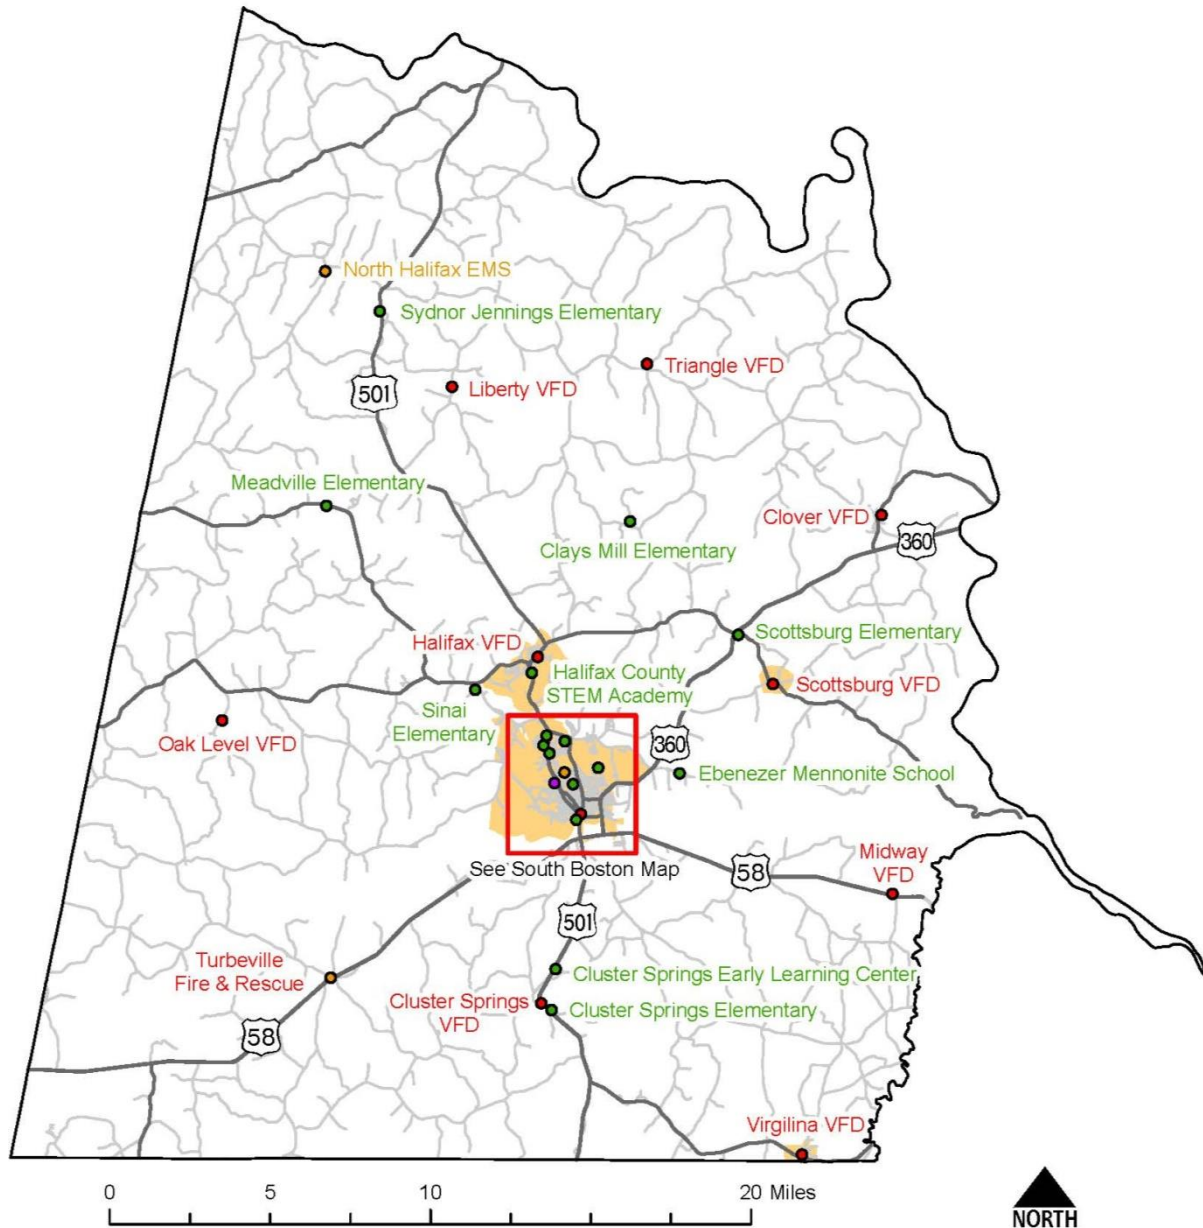 North Halifax EMS
Sydnor Jennings Elementary
Triangle VFD
501
Liberty VFD
Meadville Elementary
Clover VFD
360
Clays Mill Elementary
Halifax VFD
Scottsburg Elementary
Halifax County
STEM Academy
Scottsburg VFD
Sinai
Elementary
Oak Level VFD
360
Ebenezer Mennonite School
See South Boston Map
Midway
VFD
58
501
Turbeville
Fire & Rescue
Cluster Springs Early Learning Center
Cluster Springs
VFD
Cluster Springs Elementary
58
Virgilina VFD
0 5 10 20 Miles
NORTH